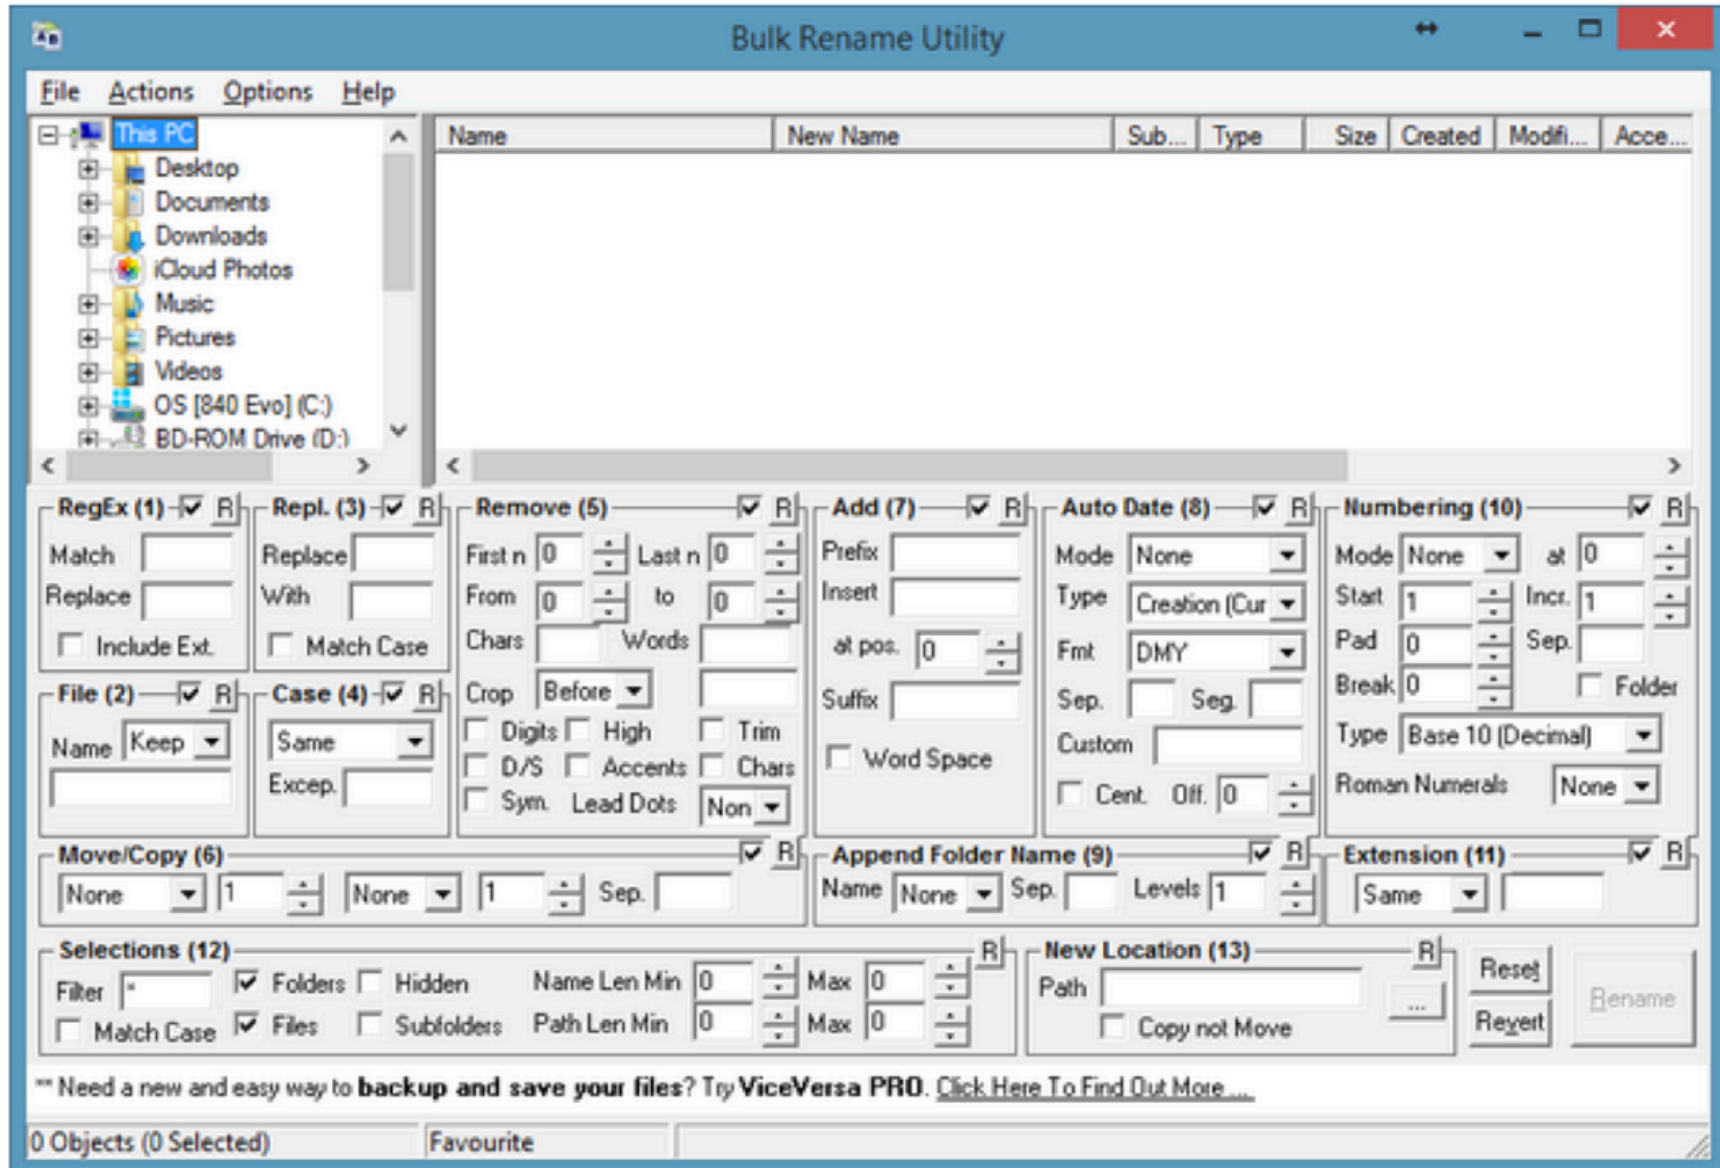 Bulk Rename Utility
File Actions Options Help
This PC
Desktop
Documents
Downloads
iCloud Photos
Music
Pictures
Videos
OS [840 Evo] (C:)
BD-ROM Drive (D:)
Name New Name Sub... Type Size Created Modifi... Acce...
RegEx (1) R
Match
Replace
Include Ext.
Repl. (3) R
Replace
With
Match Case
Remove (5) R
First n 0 Last n 0
From 0 to 0
Chars Words
Crop Before
Digits High Trim
D/S Accents Chars
Sym. Lead Dots Non
Add (7) R
Prefix
Insert
at pos. 0
Suffix
Word Space
Auto Date (8) R
Mode None
Type Creation (Cur
Fmt DMY
Sep. Seg.
Custom
Cent. Off. 0
Numbering (10) R
Mode None at 0
Start 1 Incr. 1
Pad 0 Sep.
Break 0 Folder
Type Base 10 (Decimal)
Roman Numerals None
File (2) R
Name Keep
Case (4) R
Same
Excep.
Move/Copy (6) R
None 1 None 1 Sep.
Append Folder Name (9) R
Name None Sep. Levels 1
Extension (11) R
Same
Selections (12) R
Filter * Folders Hidden Name Len Min 0 Max 0
Match Case Files Subfolders Path Len Min 0 Max 0
New Location (13) R
Path ...
Copy not Move
Reset
Revert
Rename
** Need a new and easy way to backup and save your files? Try ViceVersa PRO. Click Here To Find Out More ...
0 Objects (0 Selected) Favourite